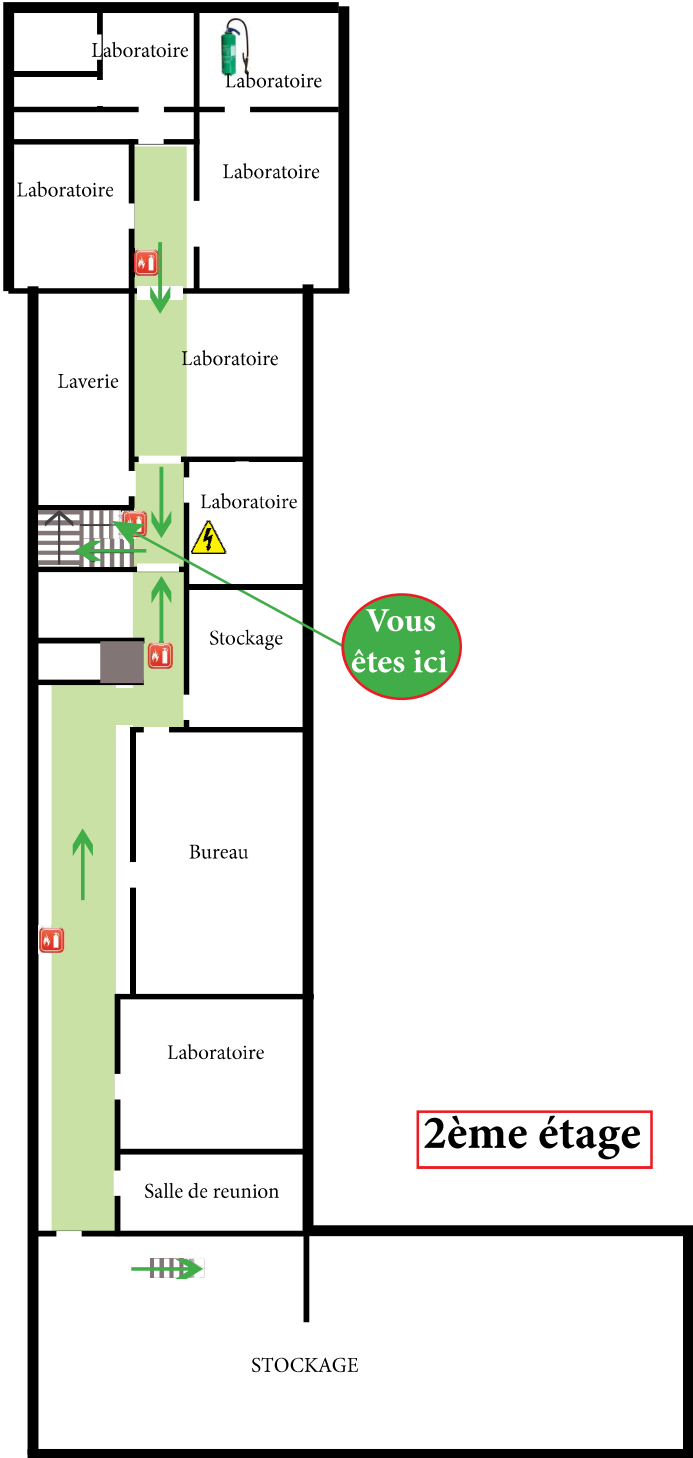 Laboratoire
Laboratoire
Laboratoire
Laboratoire
Laboratoire
Laverie
Laboratoire
Vous
êtes ici
Stockage
Bureau
Laboratoire
2ème étage
Salle de reunion
STOCKAGE